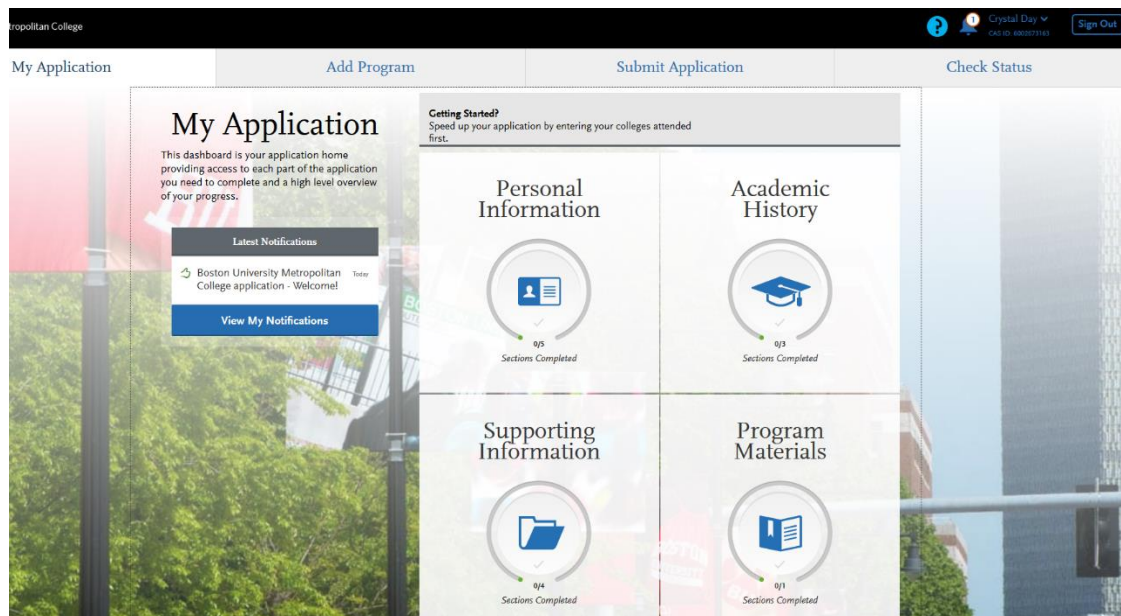 tropolitan College
1
Crystal Day
Sign Out
My Application
Add Program
Submit Application
Check Status
My Application
This dashboard is your application home
providing access to each part of the application
you need to complete and a high level overview
of your progress.
Latest Notifications
Boston University Metropolitan
Today
College application - Welcome!
View My Notifications
Getting Started?
Speed up your application by entering your colleges attended
first.
Personal
Information
0/5
Sections Completed
Academic
History
0/3
Sections Completed
Supporting
Information
0/4
Sections Completed
Program
Materials
0/1
Sections Completed